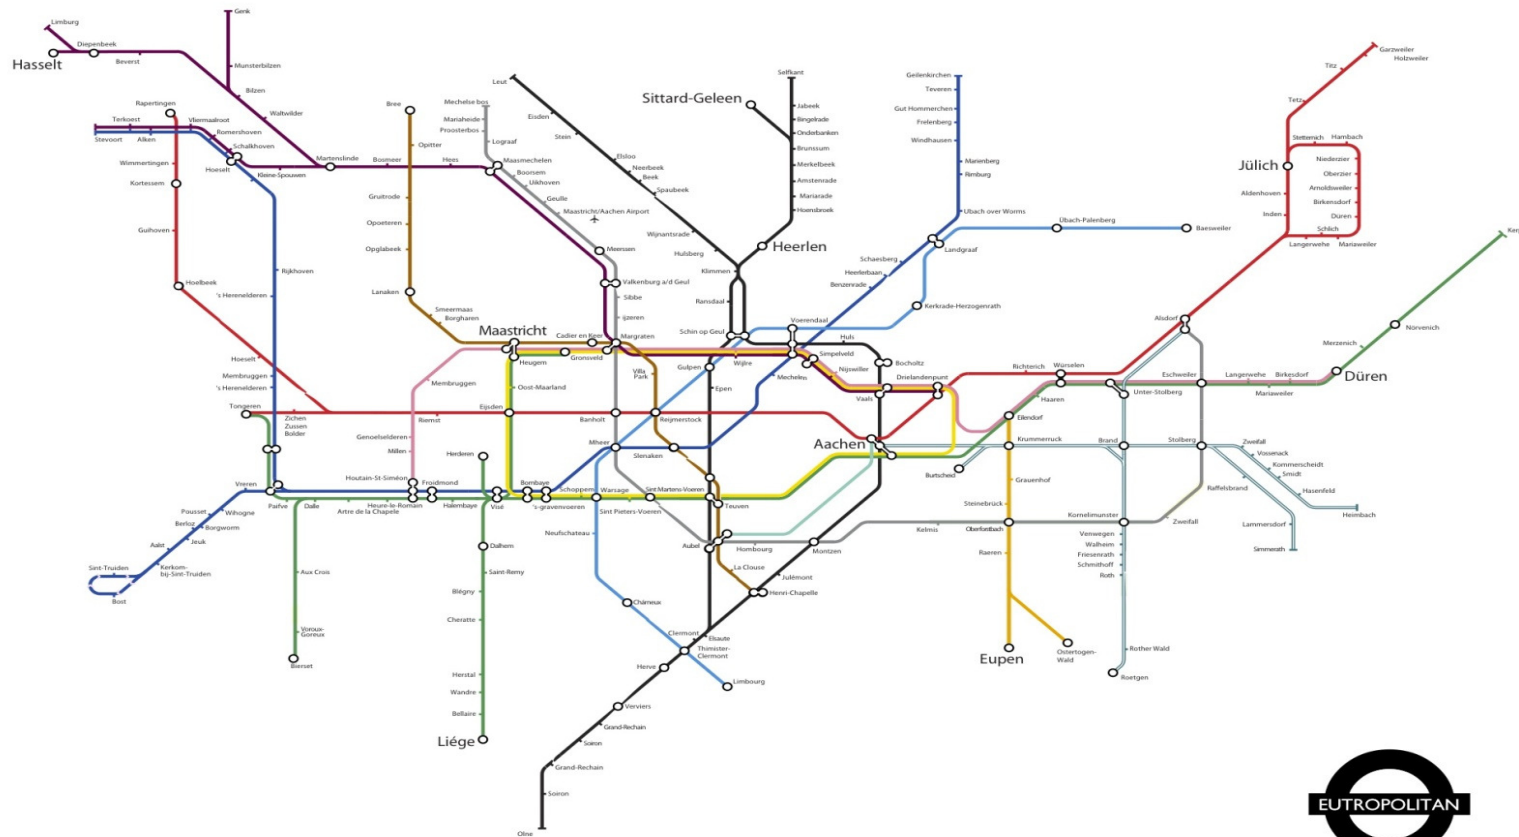 Limburg
Genk
Diepenbeek
Hasselt
Beverst
Munsterbilzen
Bilzen
Waltwilder
Rapertingen
Terkoest
Vliermaalroot
Stevoort
Alken
Romershoven
Schalkhoven
Hoeselt
Kleine-Spouwen
Martenslinde
Bosmeer
Hees
Wimmertingen
Kortessem
Guihoven
Hoelbeek
Rijkhoven
's Herenelderen
Hoeselt
Membruggen
's Herenelderen
Tongeren
Zichen
Zussen
Bolder
Riemst
Bree
Opitter
Gruitrode
Opoeteren
Opglabeek
Lanaken
Smeermaas
Borgharen
Mechelse bos
Mariaheide
Proosterbos
Lograaf
Maasmechelen
Boorsem
Uikhoven
Geulle
Maastricht/Aachen Airport
Meerssen
Valkenburg a/d Geul
Sibbe
ijzeren
Margraten
Cadier en Keer
Maastricht
Heugem
Gronsveld
Oost-Maarland
Eijsden
Membruggen
Genoelselderen
Millen
Houtain-St-Siméon
Froidmond
Heure-le-Romain
Halembaye
Visé
Leut
Eisden
Stein
Elsloo
Neerbeek
Beek
Spaubeek
Wijnantsrade
Hulsberg
Klimmen
Ransdaal
Schin op Geul
Sittard-Geleen
Selfkant
Jabeek
Bingelrade
Onderbanken
Brunssum
Merkelbeek
Amstenrade
Mariarade
Hoensbroek
Heerlen
Voerendaal
Huls
Simpelveld
Nijswiller
Wijlre
Mechelen
Gulpen
Epen
Villa
Park
Banholt
Reijmerstock
Mheer
Slenaken
Bocholtz
Drielandenpunt
Vaals
Aachen
Geilenkirchen
Teveren
Gut Hommerchen
Frelenberg
Windhausen
Marienberg
Rimburg
Ubach over Worms
Landgraaf
Schaesberg
Heerlerbaan
Benzenrade
Kerkrade-Herzogenrath
Übach-Palenberg
Baesweiler
Garzweiler
Holzweiler
Titz
Tetz
Stetternich
Hambach
Jülich
Niederzier
Oberzier
Arnoldsweiler
Birkensdorf
Düren
Aldenhoven
Inden
Schlich
Langerwehe
Mariaweiler
Alsdorf
Richterich
Würselen
Haaren
Unter-Stolberg
Eschweiler
Langerwehe
Birkesdorf
Mariaweiler
Düren
Merzenich
Nörvenich
Eilendorf
Krummerruck
Brand
Stolberg
Burtscheid
Grauenhof
Steinebrück
Oberforstbach
Raeren
Eupen
Ostertogen-
Wald
Kelmis
Kornelimunster
Zweifall
Venwegen
Walheim
Friesenrath
Schmithoff
Roth
Rother Wald
Roetgen
Zweifall
Vossenack
Kommerscheidt
Smidt
Hasenfeld
Heimbach
Raffelsbrand
Lammersdorf
Simmerath
Herderen
Bombaye
's-gravenvoeren
Schoppem
Warsage
Sint Martens-Voeren
Sint Pieters-Voeren
Teuven
Neufschateau
Aubel
Hombourg
Montzen
La Clouse
Julémont
Henri-Chapelle
Chârneux
Clermont
Elsaute
Thimister-
Clermont
Herve
Limbourg
Verviers
Grand-Rechain
Soiron
Grand-Rechain
Soiron
Olne
Dalhem
Saint-Remy
Blégny
Cheratte
Herstal
Wandre
Bellaire
Liége
Vreren
Paifve
Dalle
Artre de la Chapelle
Aux Crois
Voroux-
Goreux
Bierset
Pousset
Wihogne
Berloz
Borgworm
Aalst
Jeuk
Kerkom-
bij-Sint-Truiden
Sint-Truiden
Bost
EUTROPOLITAN